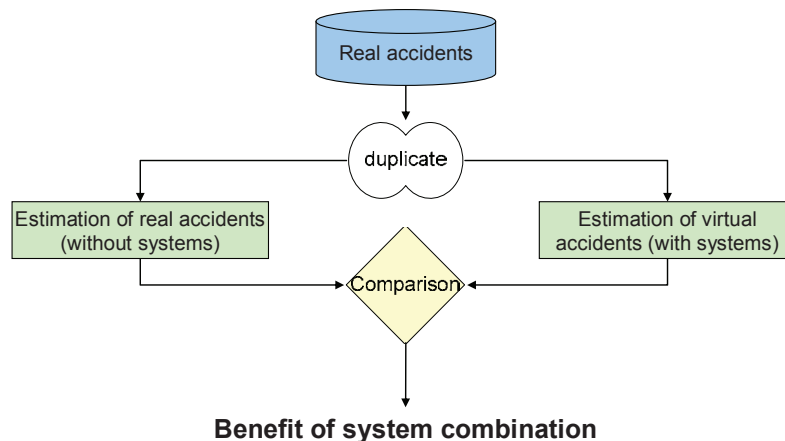 Real accidents
duplicate
Estimation of real accidents
(without systems)
Estimation of virtual
accidents (with systems)
Comparison
Benefit of system combination